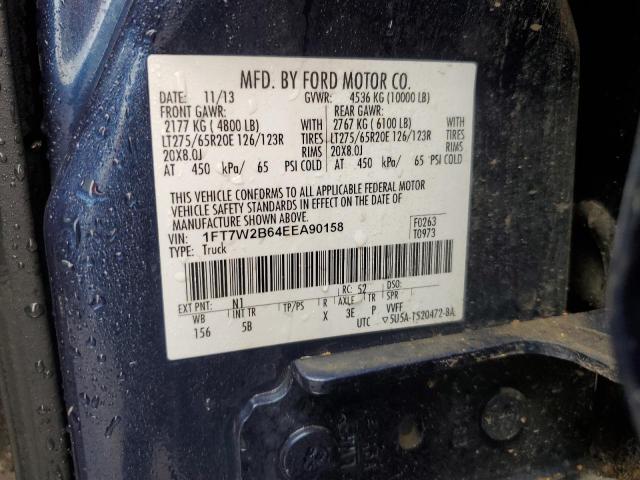 MFD. BY FORD MOTOR CO.
DATE: 11/13 GVWR: 4536 KG (10000 LB)
FRONT GAWR: REAR GAWR:
2177 KG ( 4800 LB) WITH 2767 KG ( 6100 LB) WITH
LT275/65R20E 126/123R TIRES LT275/65R20E 126/123R TIRES
20X8.0J RIMS 20X8.0J RIMS
AT 450 kPa/ 65 PSI COLD AT 450 kPa/ 65 PSI COLD
THIS VEHICLE CONFORMS TO ALL APPLICABLE FEDERAL MOTOR
VEHICLE SAFETY STANDARDS IN EFFECT ON THE DATE OF
MANUFACTURE SHOWN ABOVE.
VIN: 1FT7W2B64EEA90158 F0263
TYPE: Truck T0973
EXT PNT: N1 RC: 52 DSO:
WB INT TR TP/PS R AXLE TR SPR
156 5B X 3E P VVFF
UTC ▽5U5A-1520472-BA